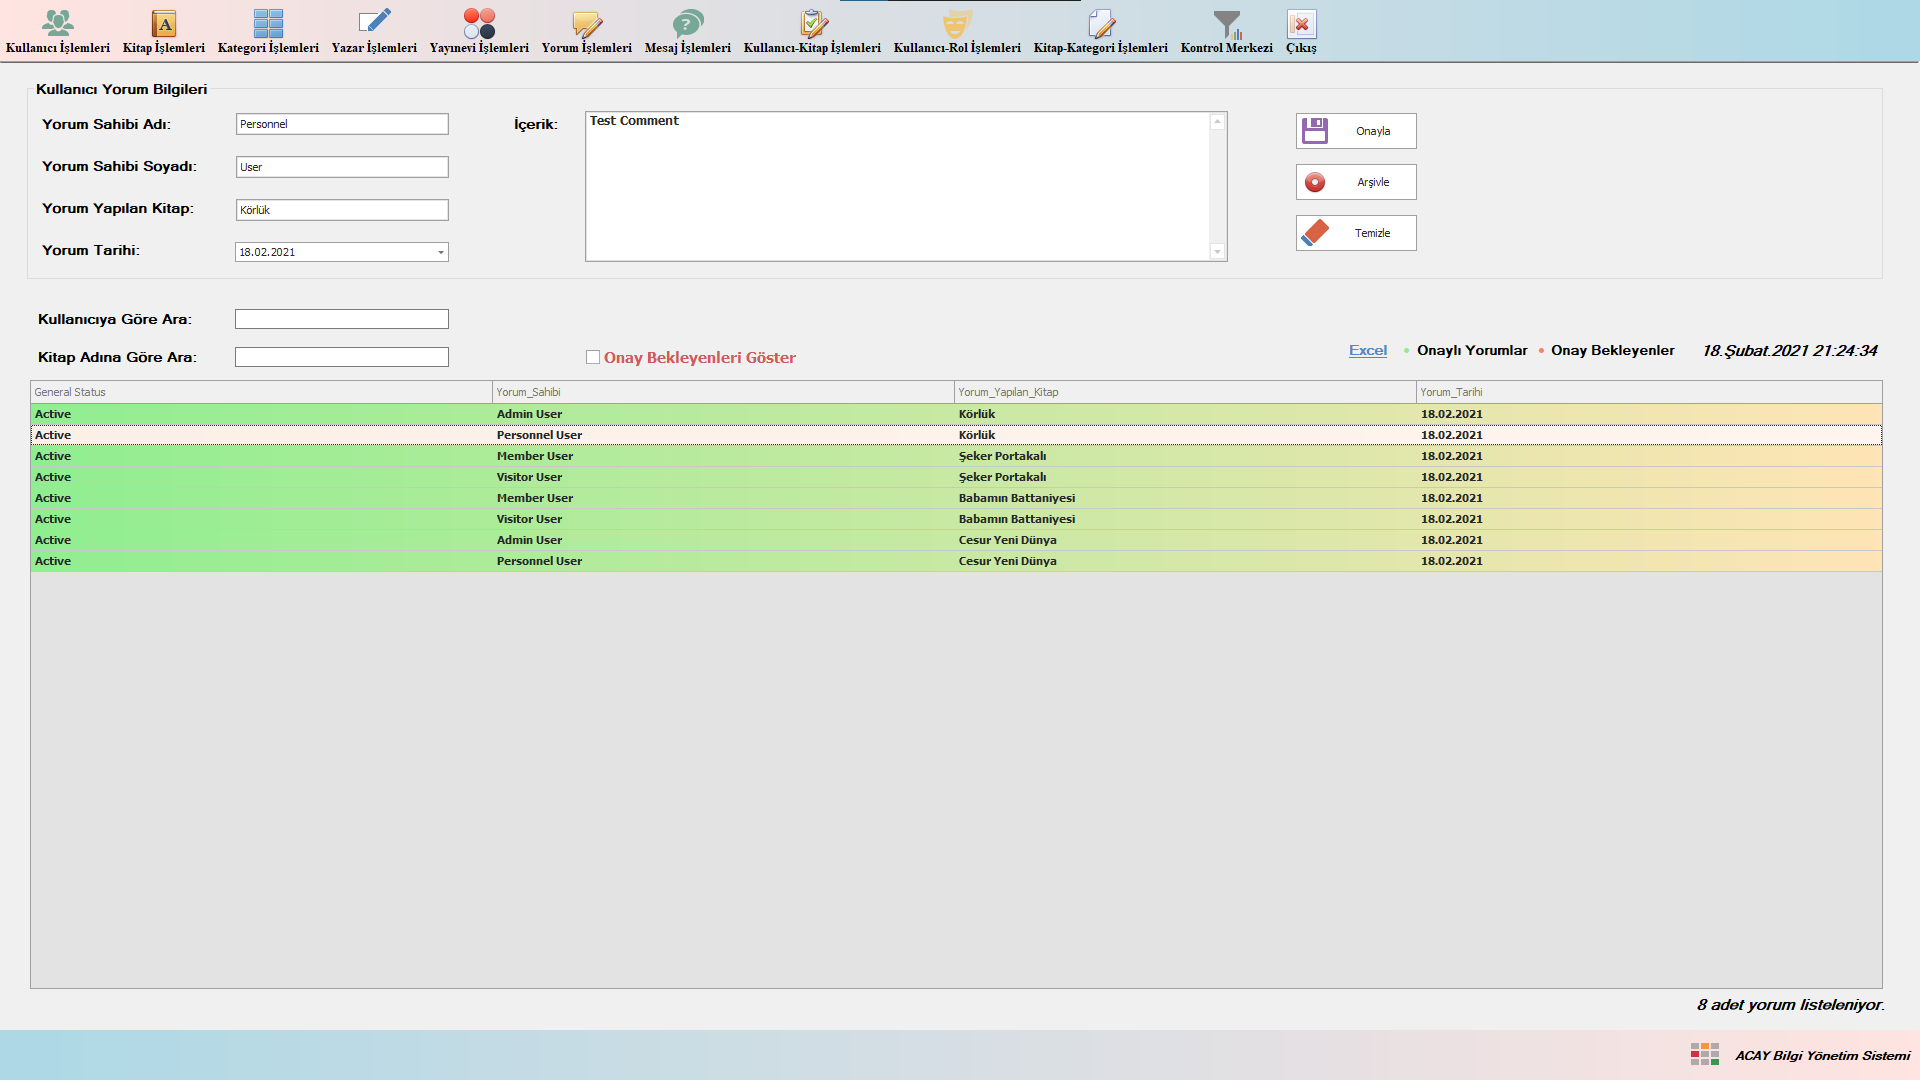 Kullanıcı İşlemleri Kitap İşlemleri Kategori İşlemleri Yazar İşlemleri Yayınevi İşlemleri Yorum İşlemleri Mesaj İşlemleri Kullanıcı-Kitap İşlemleri Kullanıcı-Rol İşlemleri Kitap-Kategori İşlemleri Kontrol Merkezi Çıkış
Kullanıcı Yorum Bilgileri
Yorum Sahibi Adı: Personnel İçerik: Test Comment Onayla
Yorum Sahibi Soyadı: User Arşivle
Yorum Yapılan Kitap: Körlük Temizle
Yorum Tarihi: 18.02.2021
Kullanıcıya Göre Ara:
Kitap Adına Göre Ara: Onay Bekleyenleri Göster Excel Onaylı Yorumlar Onay Bekleyenler 18.Şubat.2021 21:24:34
General Status Yorum_Sahibi Yorum_Yapılan_Kitap Yorum_Tarihi
Active Admin User Körlük 18.02.2021
Active Personnel User Körlük 18.02.2021
Active Member User Şeker Portakalı 18.02.2021
Active Visitor User Şeker Portakalı 18.02.2021
Active Member User Babamın Battaniyesi 18.02.2021
Active Visitor User Babamın Battaniyesi 18.02.2021
Active Admin User Cesur Yeni Dünya 18.02.2021
Active Personnel User Cesur Yeni Dünya 18.02.2021
8 adet yorum listeleniyor.
ACAY Bilgi Yönetim Sistemi